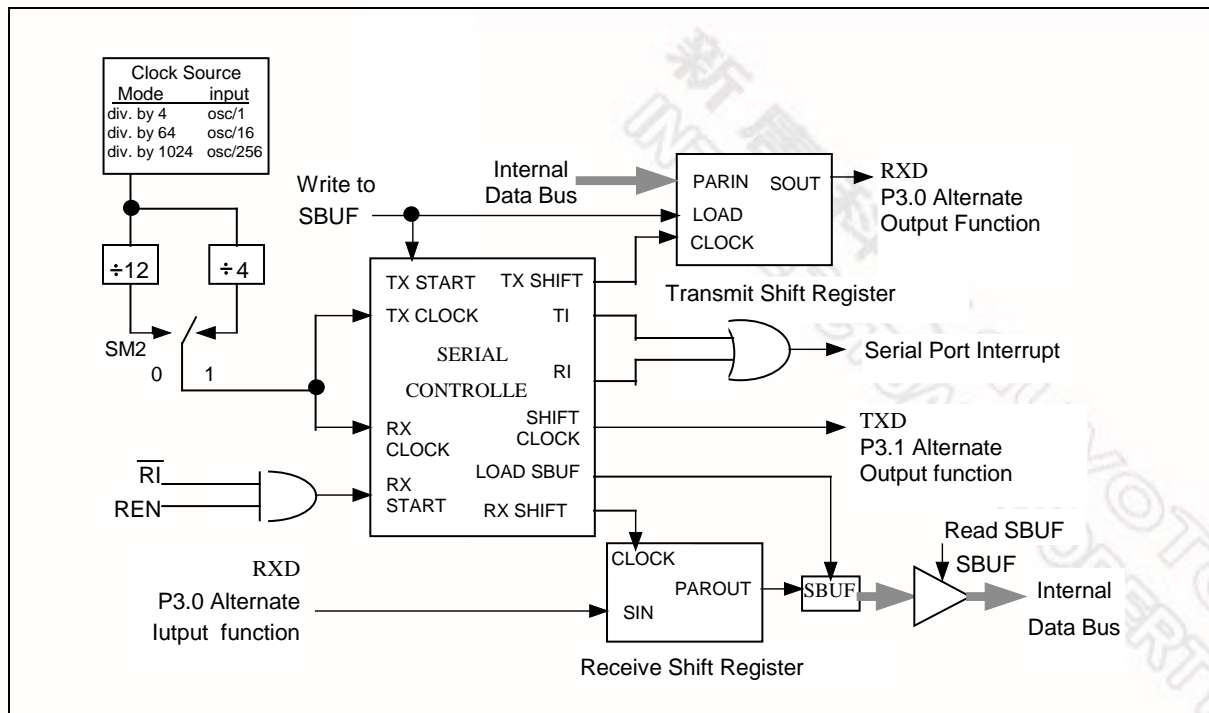 Clock Source
Mode input
div. by 4 osc/1
div. by 64 osc/16
div. by 1024 osc/256
÷12
÷4
SM2
0 1
Write to
SBUF
Internal
Data Bus
PARIN SOUT
LOAD
CLOCK
RXD
P3.0 Alternate
Output Function
Transmit Shift Register
TX START TX SHIFT
TX CLOCK TI
SERIAL
CONTROLLE
RI
RX
CLOCK
SHIFT
CLOCK
LOAD SBUF
RX
START
RX SHIFT
Serial Port Interrupt
TXD
P3.1 Alternate
Output function
RI
REN
RXD
P3.0 Alternate
Iutput function
CLOCK
PAROUT
SIN
Receive Shift Register
SBUF
Read SBUF
SBUF
Internal
Data Bus
新唐科